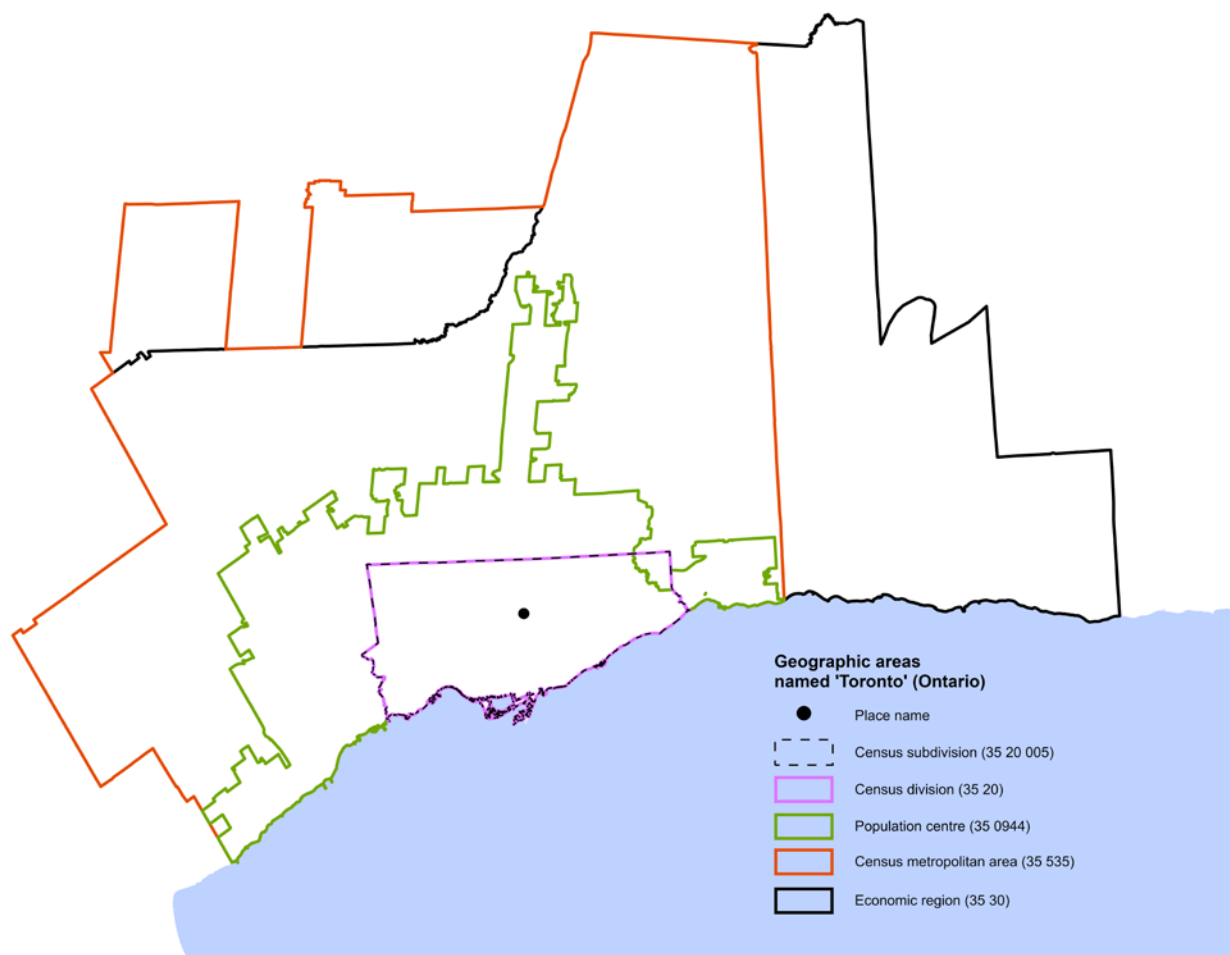 Geographic areas
named 'Toronto' (Ontario)
Place name
Census subdivision (35 20 005)
Census division (35 20)
Population centre (35 0944)
Census metropolitan area (35 535)
Economic region (35 30)